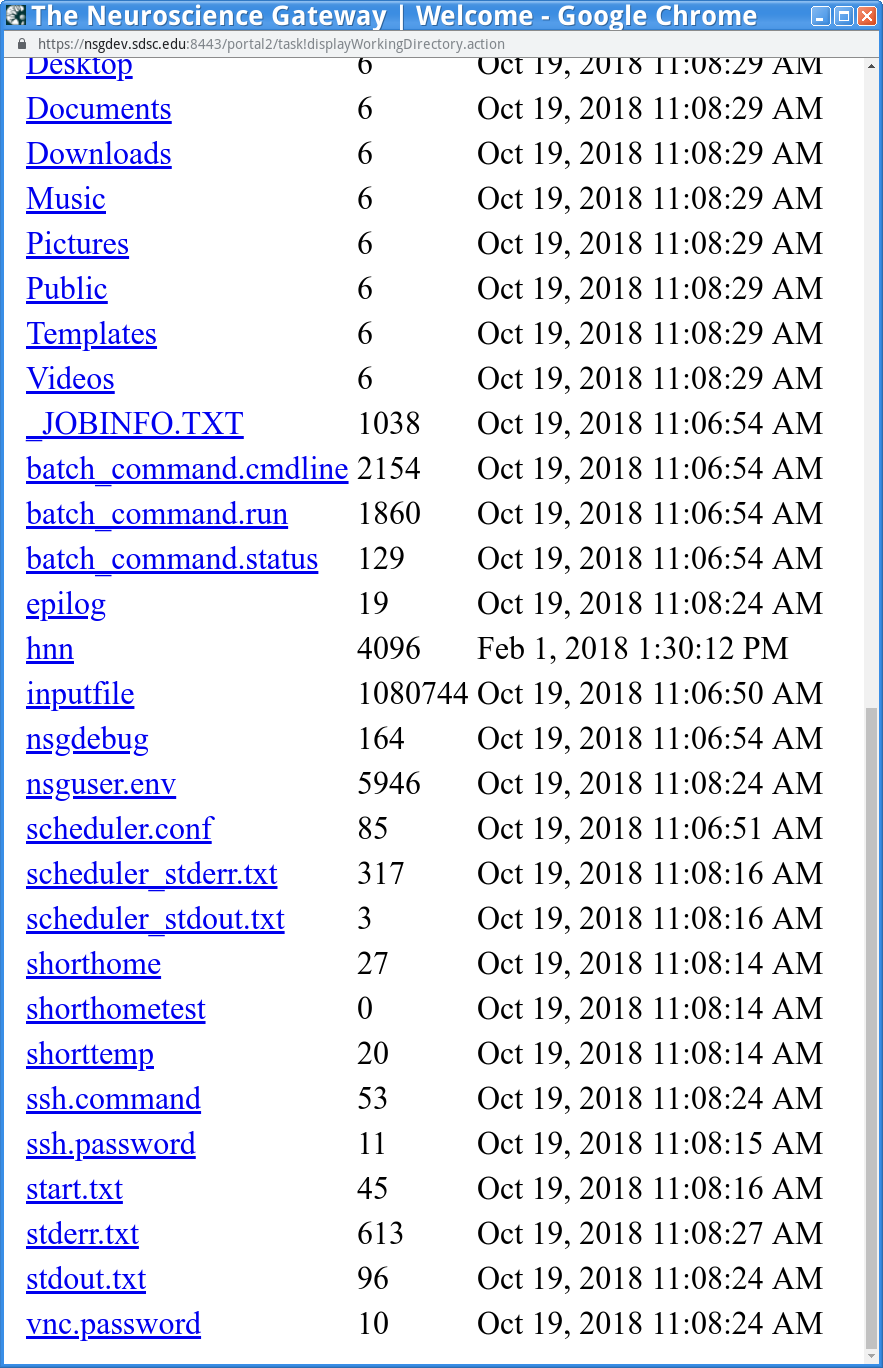 The Neuroscience Gateway | Welcome - Google Chrome
https://nsgdev.sdsc.edu:8443/portal2/task!displayWorkingDirectory.action
Desktop 6 Oct 19, 2018 11:08:29 AM
Documents 6 Oct 19, 2018 11:08:29 AM
Downloads 6 Oct 19, 2018 11:08:29 AM
Music 6 Oct 19, 2018 11:08:29 AM
Pictures 6 Oct 19, 2018 11:08:29 AM
Public 6 Oct 19, 2018 11:08:29 AM
Templates 6 Oct 19, 2018 11:08:29 AM
Videos 6 Oct 19, 2018 11:08:29 AM
_JOBINFO.TXT 1038 Oct 19, 2018 11:06:54 AM
batch_command.cmdline 2154 Oct 19, 2018 11:06:54 AM
batch_command.run 1860 Oct 19, 2018 11:06:54 AM
batch_command.status 129 Oct 19, 2018 11:06:54 AM
epilog 19 Oct 19, 2018 11:08:24 AM
hnn 4096 Feb 1, 2018 1:30:12 PM
inputfile 1080744 Oct 19, 2018 11:06:50 AM
nsgdebug 164 Oct 19, 2018 11:06:54 AM
nsguser.env 5946 Oct 19, 2018 11:08:24 AM
scheduler.conf 85 Oct 19, 2018 11:06:51 AM
scheduler_stderr.txt 317 Oct 19, 2018 11:08:16 AM
scheduler_stdout.txt 3 Oct 19, 2018 11:08:16 AM
shorthome 27 Oct 19, 2018 11:08:14 AM
shorthometest 0 Oct 19, 2018 11:08:14 AM
shorttemp 20 Oct 19, 2018 11:08:14 AM
ssh.command 53 Oct 19, 2018 11:08:24 AM
ssh.password 11 Oct 19, 2018 11:08:15 AM
start.txt 45 Oct 19, 2018 11:08:16 AM
stderr.txt 613 Oct 19, 2018 11:08:27 AM
stdout.txt 96 Oct 19, 2018 11:08:24 AM
vnc.password 10 Oct 19, 2018 11:08:24 AM